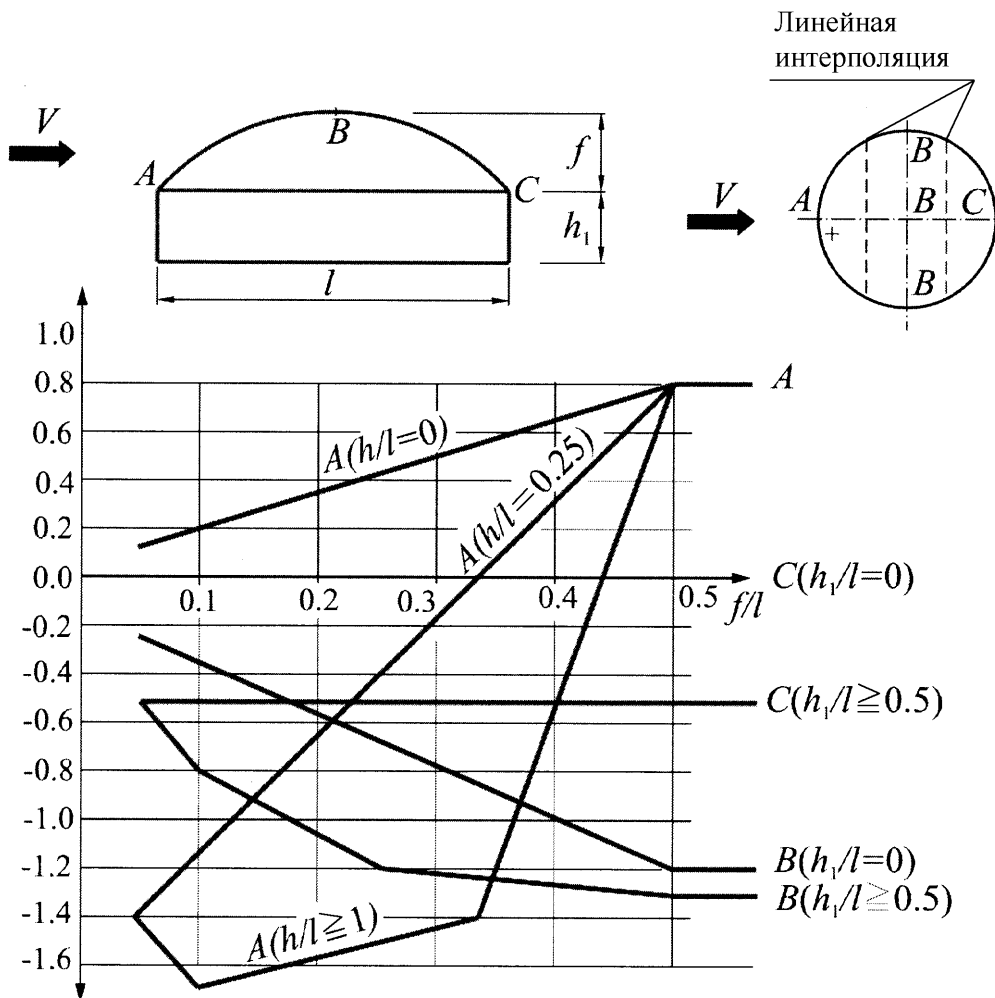 Линейная
интерполяция
V
B
A
C
f
h₁
l
V
A
B
B
C
B
+
1.0
0.8
0.6
0.4
0.2
0.0
-0.2
-0.4
-0.6
-0.8
-1.0
-1.2
-1.4
-1.6
0.1
0.2
0.3
0.4
0.5
f/l
A
A(h/l=0)
A(h/l=0.25)
C(h₁/l=0)
C(h₁/l≧0.5)
B(h₁/l=0)
B(h₁/l≧0.5)
A(h/l≧1)